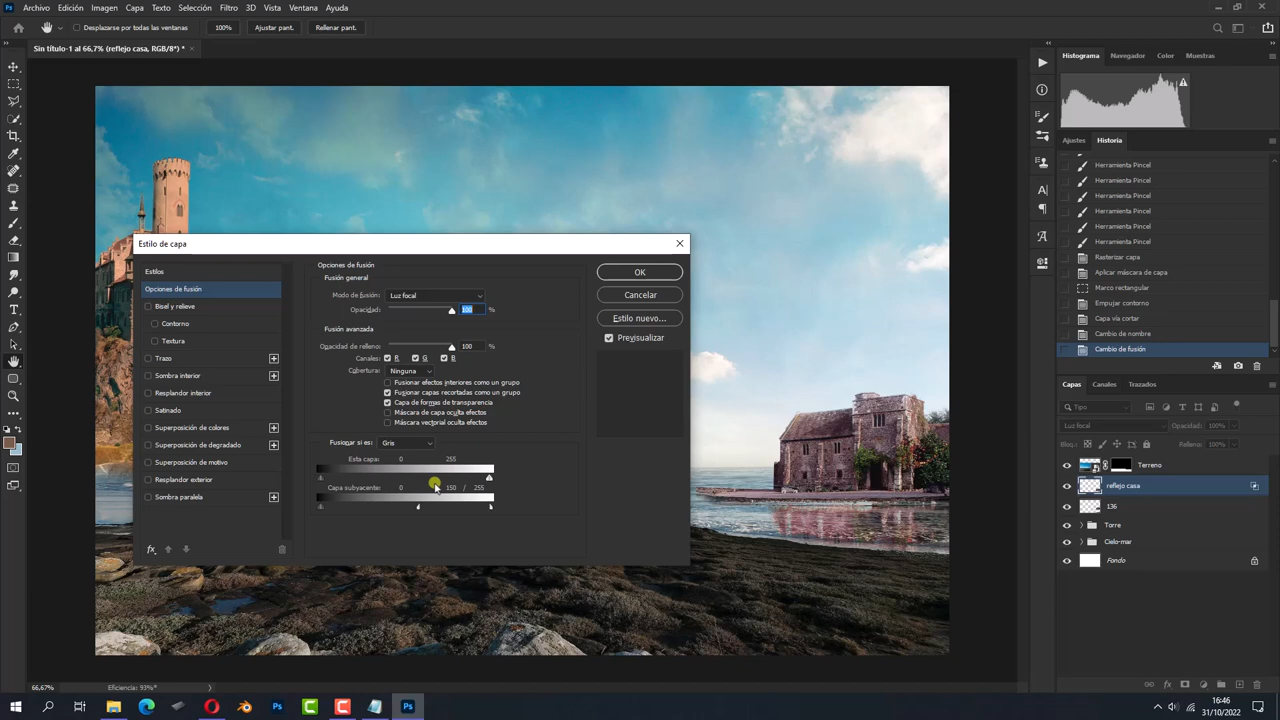 Ps Archivo Edición Imagen Capa Texto Selección Filtro 3D Vista Ventana Ayuda
Desplazarse por todas las ventanas 100% Ajustar pant. Rellenar pant.
Sin título-1 al 66,7% (reflejo casa, RGB/8*) *
Histograma Navegador Color Muestras
Ajustes Historia
Herramienta Pincel
Herramienta Pincel
Herramienta Pincel
Herramienta Pincel
Herramienta Pincel
Herramienta Pincel
Rasterizar capa
Aplicar máscara de capa
Marco rectangular
Empujar contorno
Capa vía cortar
Cambio de nombre
Cambio de fusión
Capas Canales Trazados
Tipo
Luz focal Opacidad: 100%
Bloq.: Relleno: 100%
Terreno
reflejo casa
136
Torre
Cielo-mar
Fondo
Estilo de capa
Estilos
Opciones de fusión
Bisel y relieve
Contorno
Textura
Trazo
Sombra interior
Resplandor interior
Satinado
Superposición de colores
Superposición de degradado
Superposición de motivo
Resplandor exterior
Sombra paralela
fx
Opciones de fusión
Fusión general
Modo de fusión: Luz focal
Opacidad: 100 %
Fusión avanzada
Opacidad de relleno: 100 %
Canales: R G B
Cobertura: Ninguna
Fusionar efectos interiores como un grupo
Fusionar capas recortadas como un grupo
Capa de formas de transparencia
Máscara de capa oculta efectos
Máscara vectorial oculta efectos
Fusionar si es: Gris
Esta capa: 0 255
Capa subyacente: 0 150 / 255
OK
Cancelar
Estilo nuevo...
Previsualizar
66,67% Eficiencia: 93%*
16:46
31/10/2022